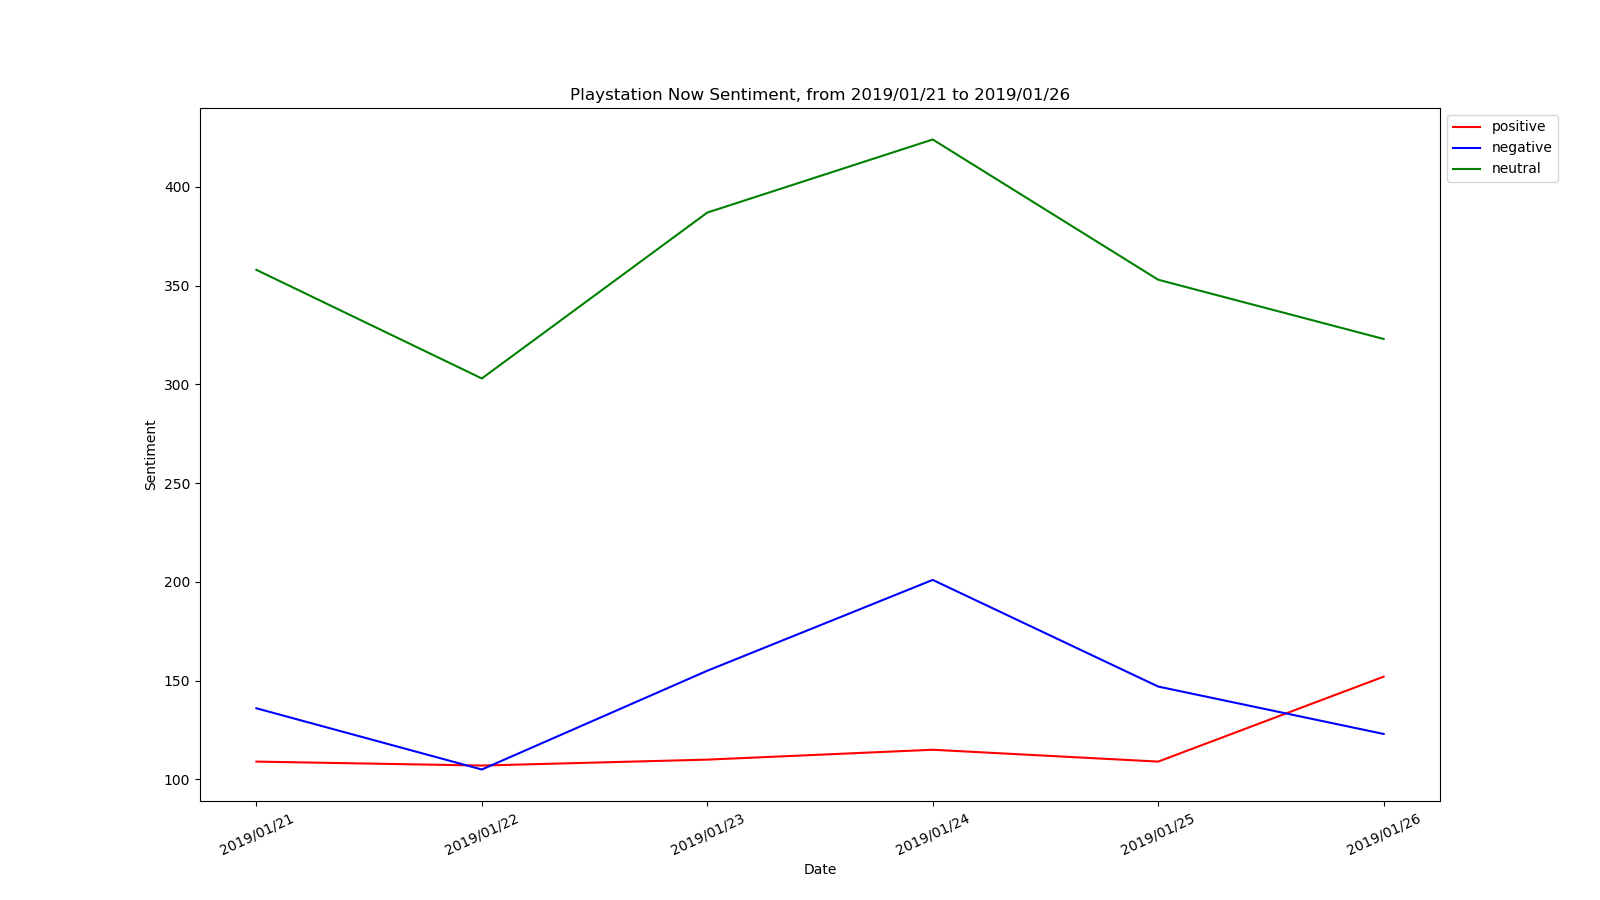 Playstation Now Sentiment, from 2019/01/21 to 2019/01/26
positive
negative
neutral
Sentiment
400
350
300
250
200
150
100
2019/01/21
2019/01/22
2019/01/23
2019/01/24
2019/01/25
2019/01/26
Date